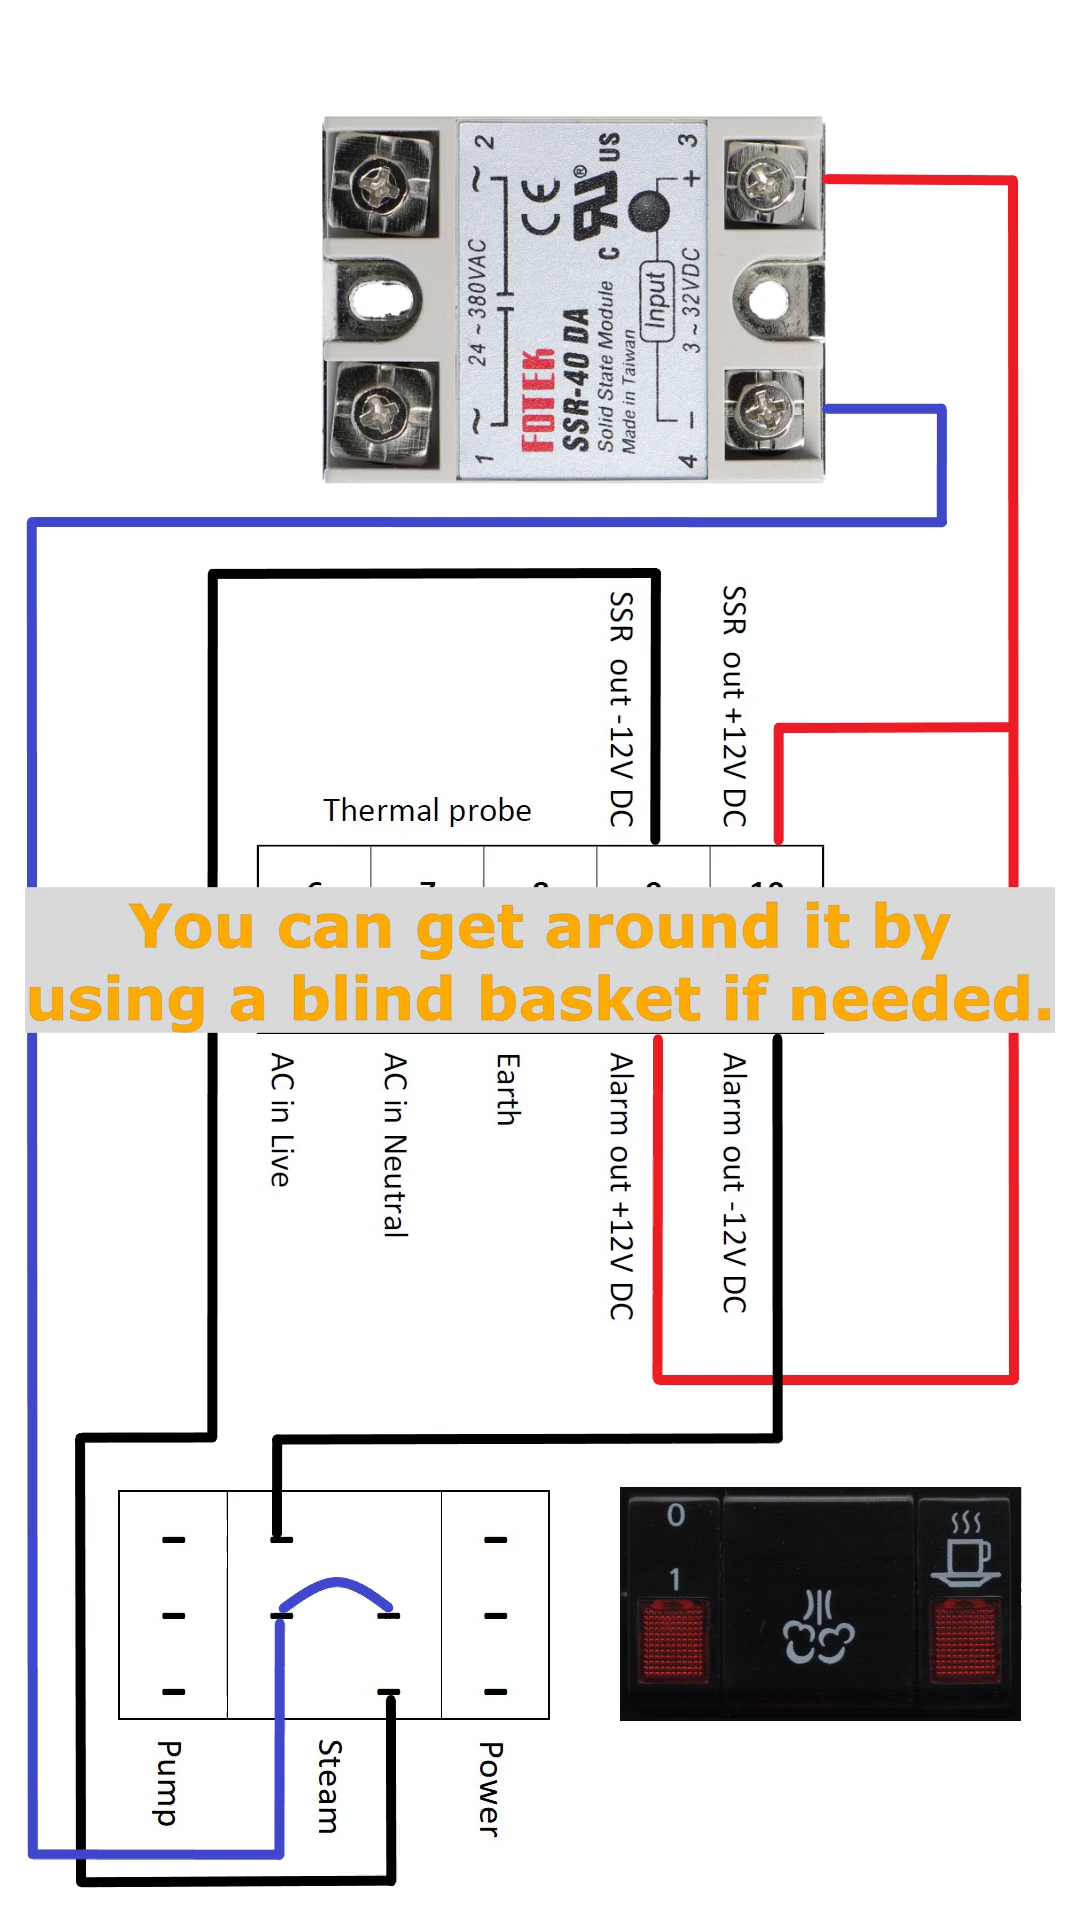 2
~
24 ~380VAC
~
1
CE
c
US
®
FOTEK
SSR-40 DA
Solid State Module
Made in Taiwan
3
+
Input
3 ~ 32VDC
−
4
SSR out -12V DC
SSR out +12V DC
Thermal probe
You can get around it by
using a blind basket if needed.
AC in Live
AC in Neutral
Earth
Alarm out +12V DC
Alarm out -12V DC
0
1
Pump
Steam
Power